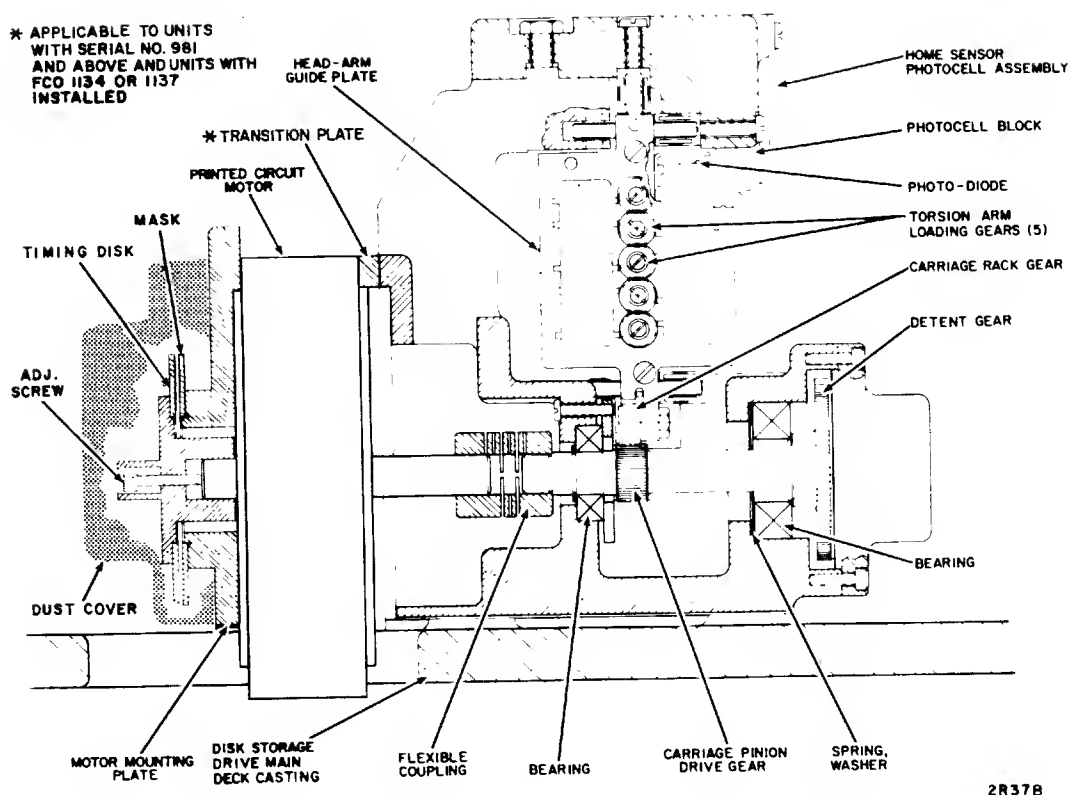 * APPLICABLE TO UNITS
WITH SERIAL NO. 981
AND ABOVE AND UNITS WITH
FCO 1134 OR 1137
INSTALLED
HEAD-ARM
GUIDE PLATE
* TRANSITION PLATE
PRINTED CIRCUIT
MOTOR
MASK
TIMING DISK
ADJ.
SCREW
DUST COVER
HOME SENSOR
PHOTOCELL ASSEMBLY
PHOTOCELL BLOCK
PHOTO-DIODE
TORSION ARM
LOADING GEARS (5)
CARRIAGE RACK GEAR
DETENT GEAR
BEARING
MOTOR MOUNTING
PLATE
DISK STORAGE
DRIVE MAIN
DECK CASTING
FLEXIBLE
COUPLING
BEARING
CARRIAGE PINION
DRIVE GEAR
SPRING,
WASHER
2R37B